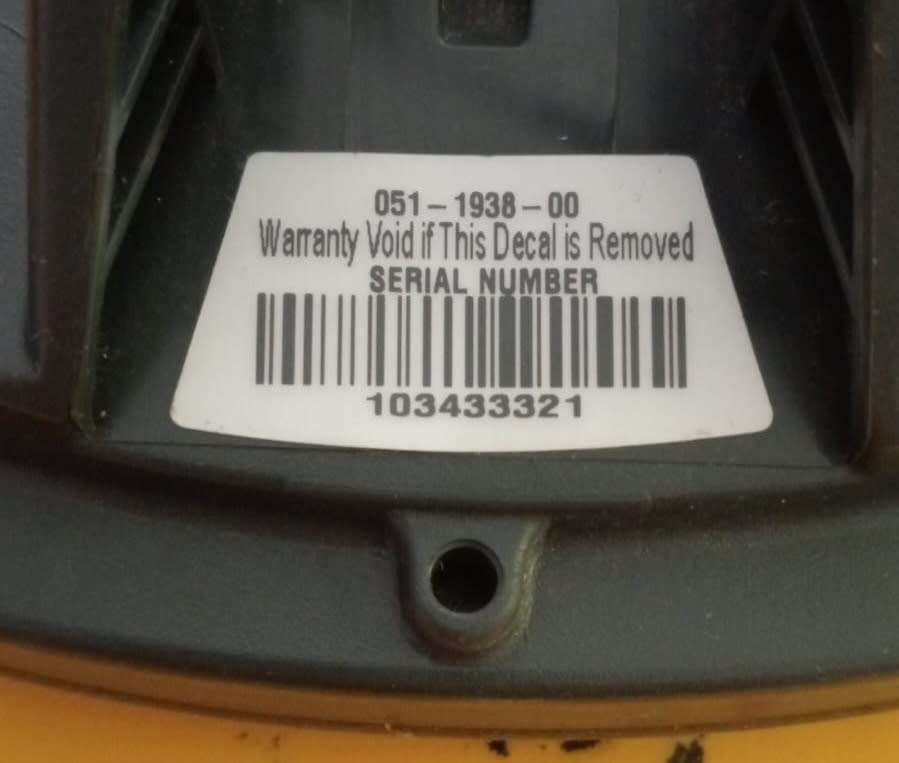 051-1938-00
Warranty Void if This Decal is Removed
SERIAL NUMBER
103433321